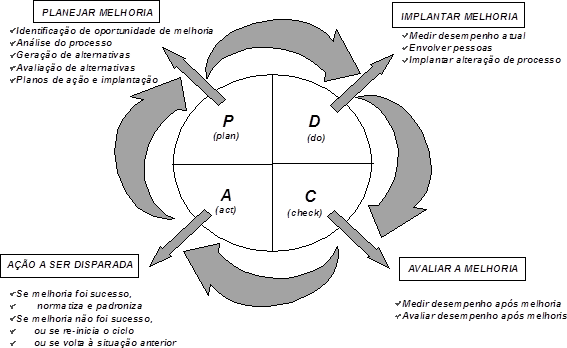 PLANEJAR MELHORIA
✓Identificação de oportunidade de melhoria
✓Análise do processo
✓Geração de alternativas
✓Avaliação de alternativas
✓Planos de ação e implantação
IMPLANTAR MELHORIA
✓Medir desempenho atual
✓Envolver pessoas
✓Implantar alteração de processo
P
(plan)
D
(do)
A
(act)
C
(check)
AÇÃO A SER DISPARADA
✓Se melhoria foi sucesso,
✓ normatiza e padroniza
✓Se melhoria não foi sucesso,
✓ ou se re-inicia o ciclo
✓ ou se volta à situação anterior
AVALIAR A MELHORIA
✓Medir desempenho após melhoria
✓Avaliar desempenho após melhoris